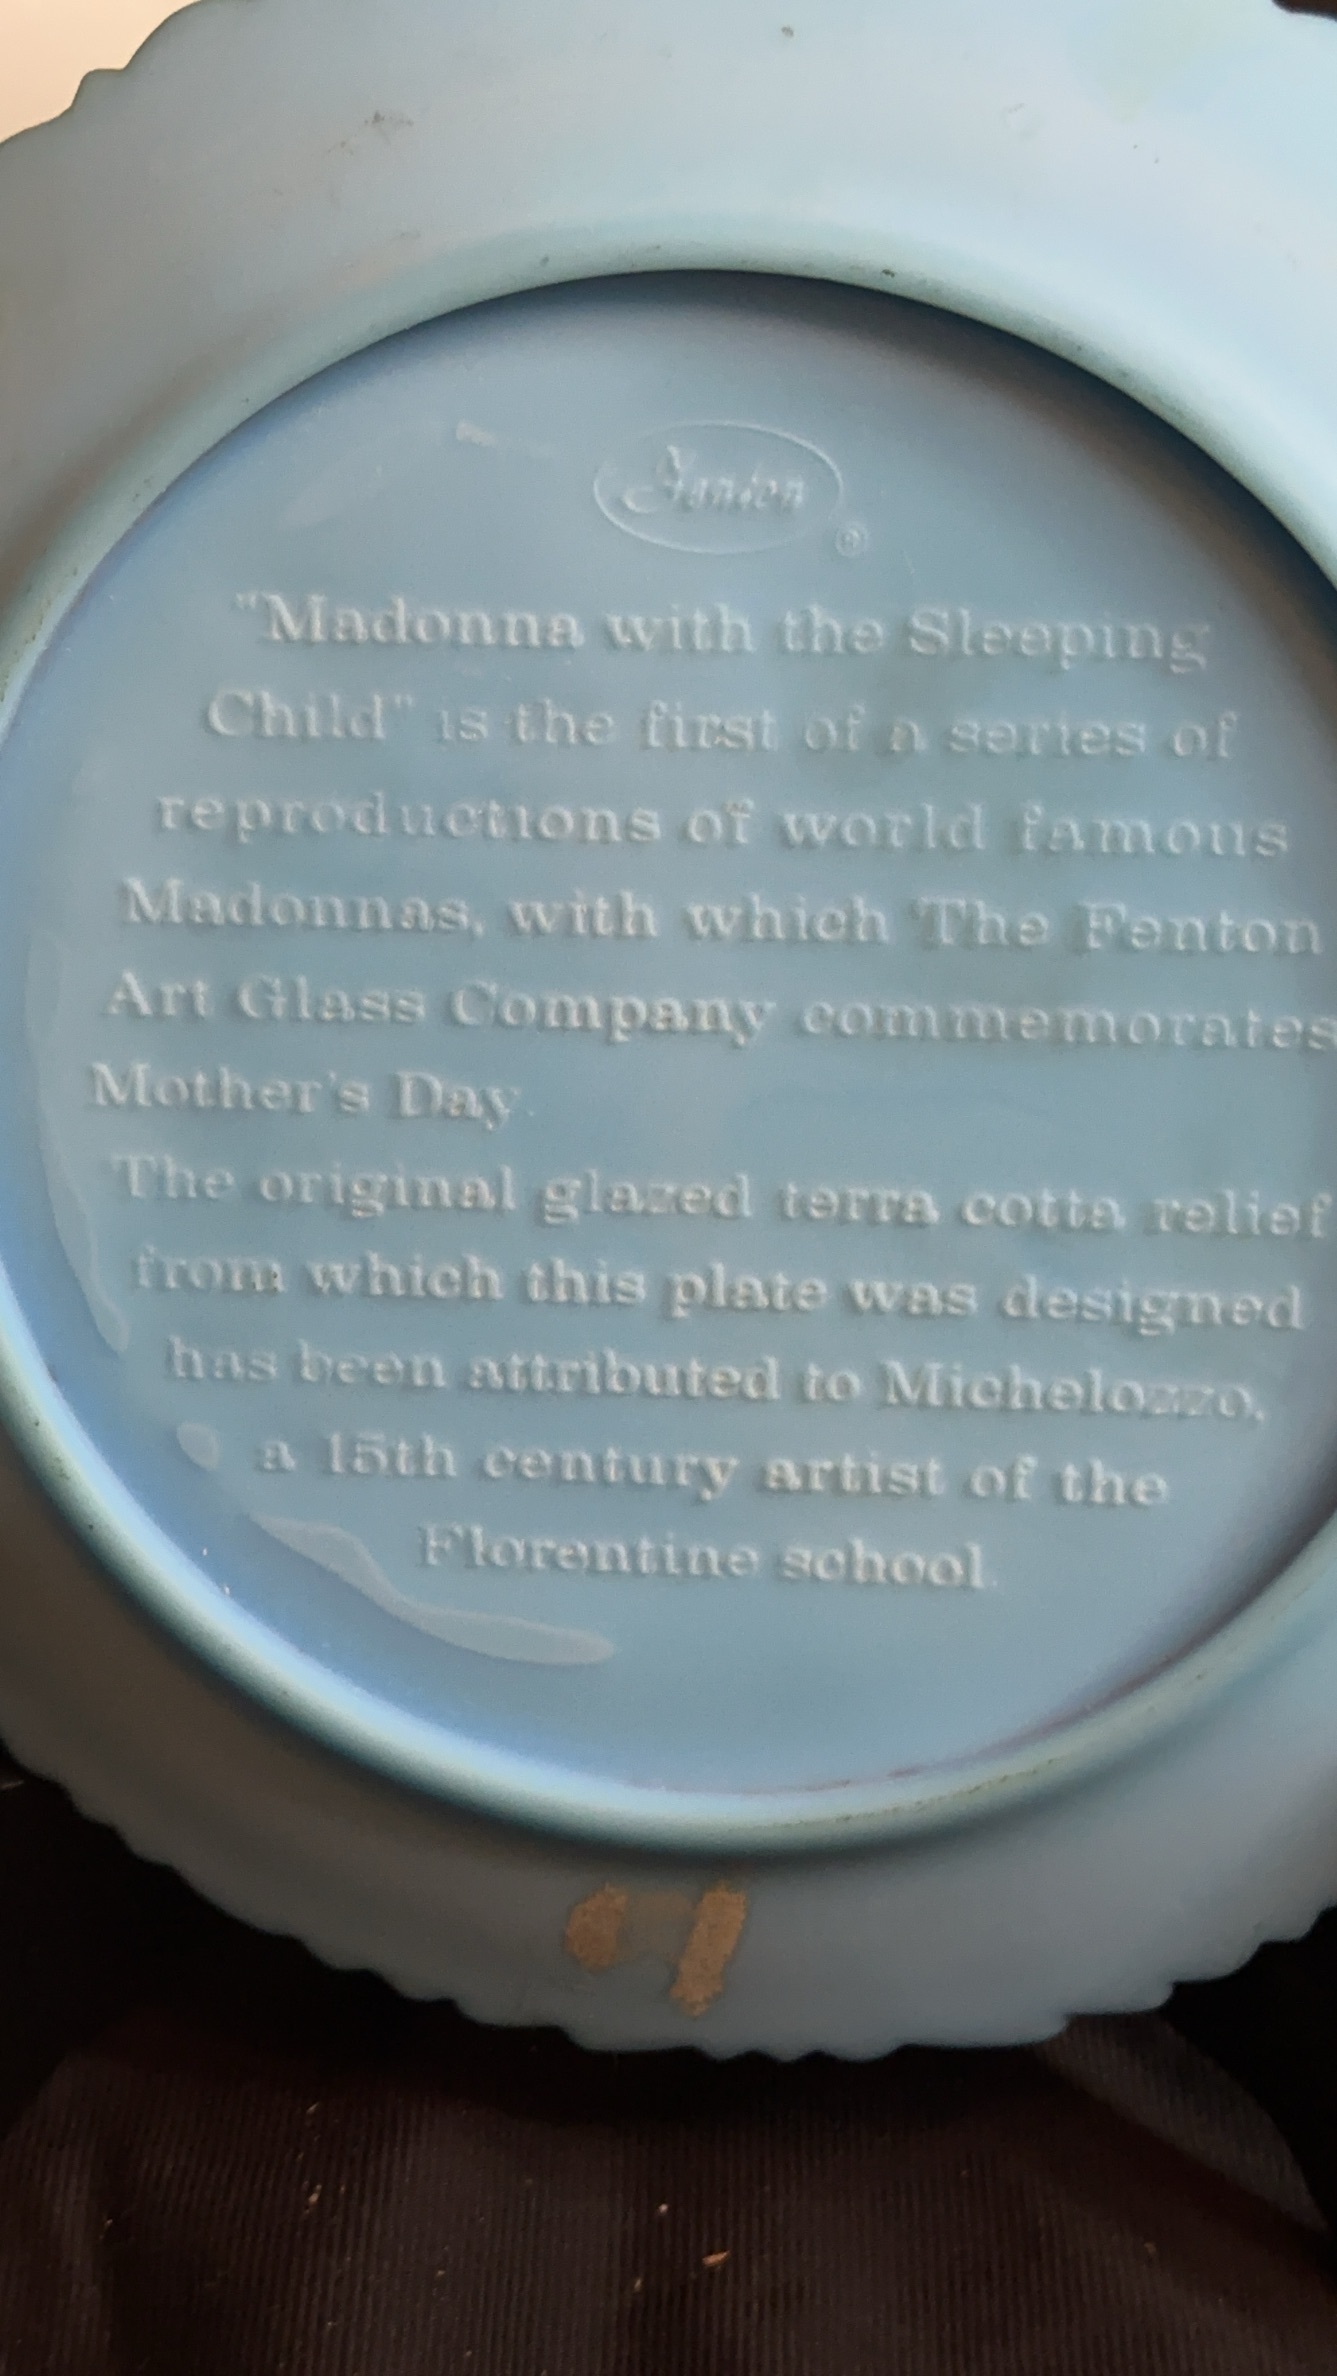 Fenton
®
"Madonna with the Sleeping
Child" is the first of a series of
reproductions of world famous
Madonnas, with which The Fenton
Art Glass Company commemorates
Mother's Day.
The original glazed terra cotta relief
from which this plate was designed
has been attributed to Michelozzo,
a 15th century artist of the
Florentine school.